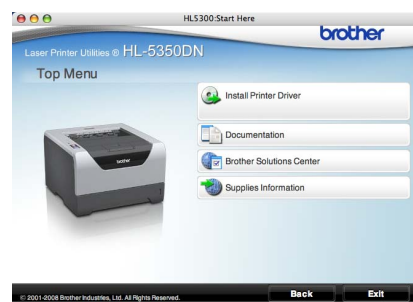 HL5300:Start Here
brother
Laser Printer Utilities ® HL-5350DN
Top Menu
Install Printer Driver
Documentation
Brother Solutions Center
Supplies Information
brother
© 2001-2008 Brother Industries, Ltd. All Rights Reserved.
Back
Exit